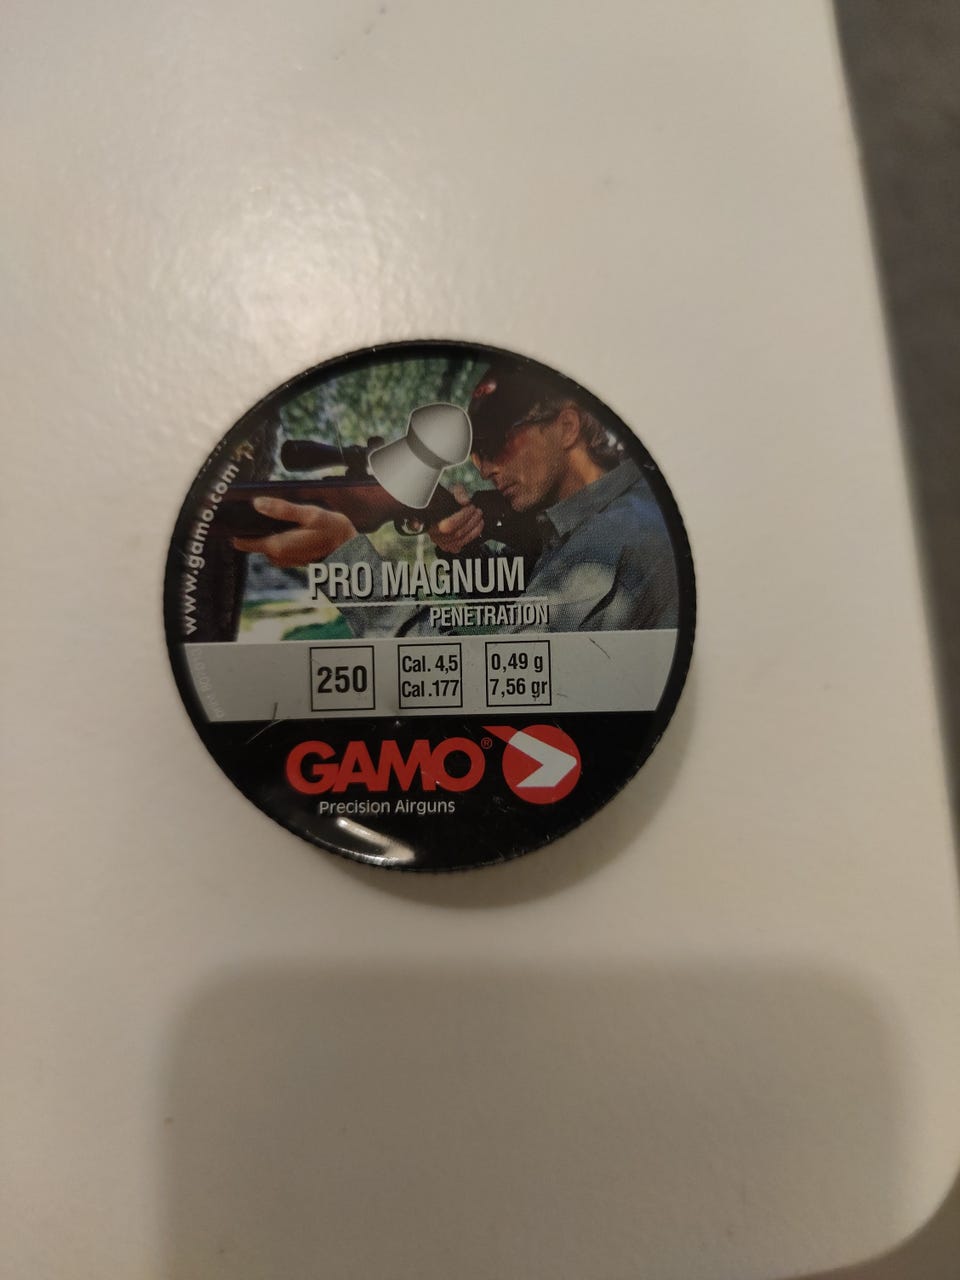 www.gamo.com
PRO MAGNUM
PENETRATION
250
Cal. 4,5
Cal .177
0,49 g
7,56 gr
GAMO®
Precision Airguns